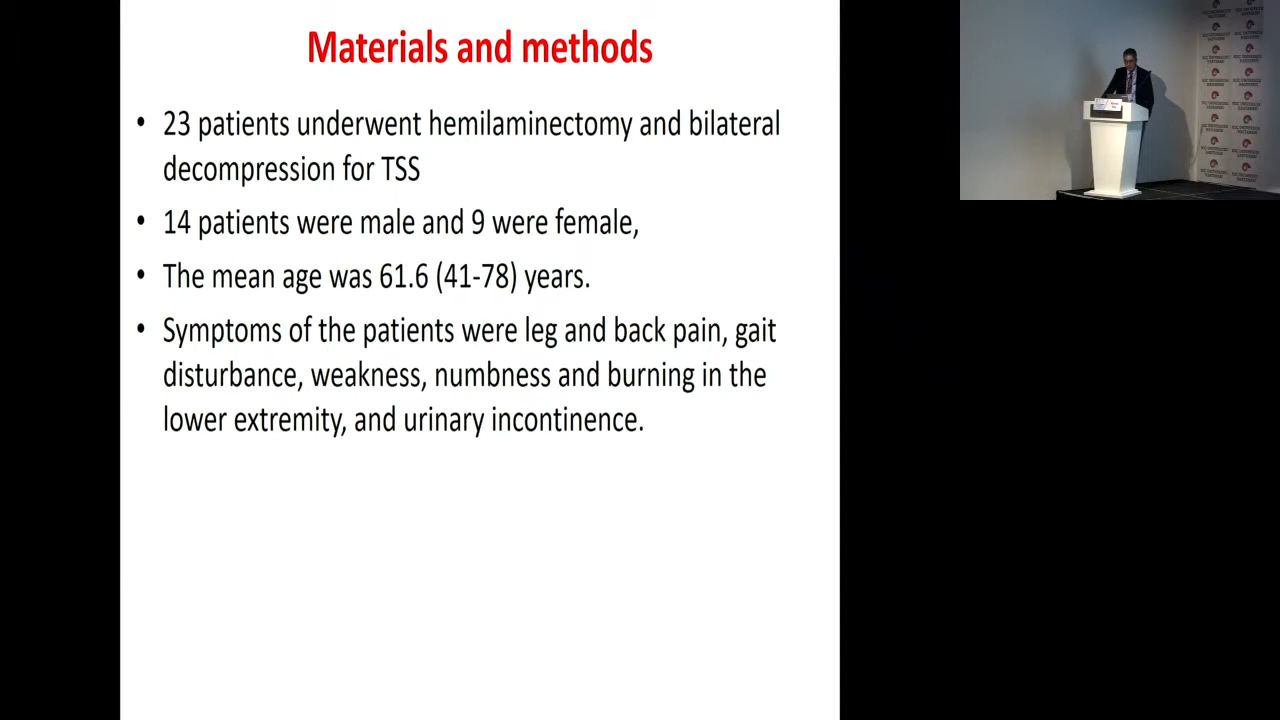 Materials and methods
• 23 patients underwent hemilaminectomy and bilateral
decompression for TSS
• 14 patients were male and 9 were female,
• The mean age was 61.6 (41-78) years.
• Symptoms of the patients were leg and back pain, gait
disturbance, weakness, numbness and burning in the
lower extremity, and urinary incontinence.